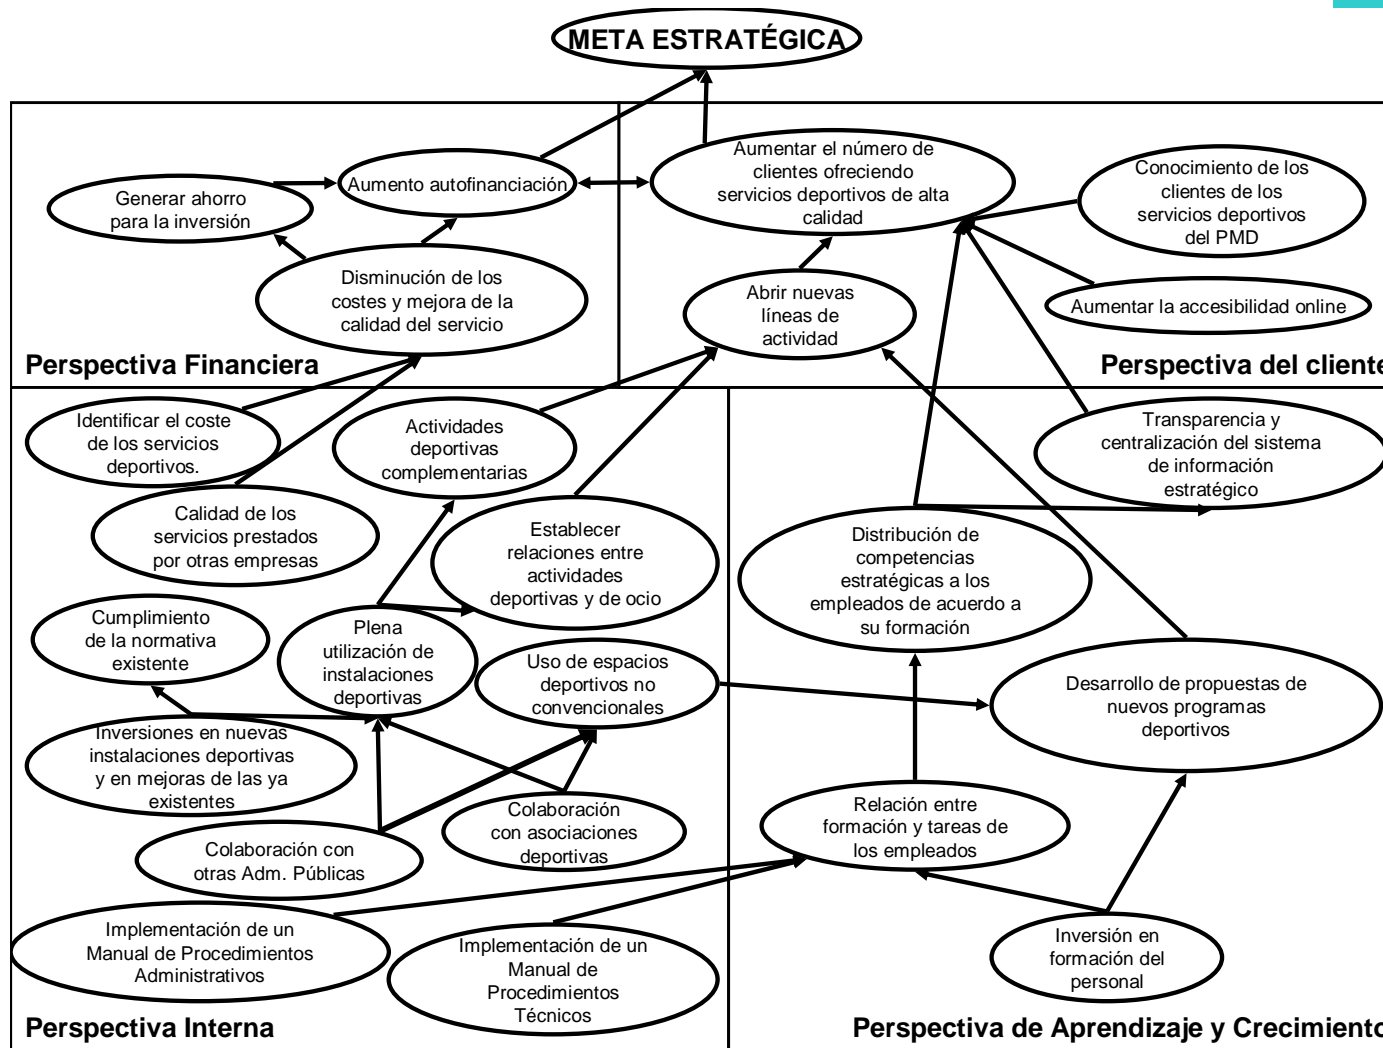 META ESTRATÉGICA
Aumento autofinanciación
Generar ahorro
para la inversión
Disminución de los
costes y mejora de la
calidad del servicio
Perspectiva Financiera
Aumentar el número de
clientes ofreciendo
servicios deportivos de alta
calidad
Conocimiento de los
clientes de los
servicios deportivos
del PMD
Abrir nuevas
líneas de
actividad
Aumentar la accesibilidad online
Perspectiva del cliente
Identificar el coste
de los servicios
deportivos.
Actividades
deportivas
complementarias
Calidad de los
servicios prestados
por otras empresas
Establecer
relaciones entre
actividades
deportivas y de ocio
Cumplimiento
de la normativa
existente
Plena
utilización de
instalaciones
deportivas
Uso de espacios
deportivos no
convencionales
Inversiones en nuevas
instalaciones deportivas
y en mejoras de las ya
existentes
Colaboración con
otras Adm. Públicas
Colaboración
con asociaciones
deportivas
Implementación de un
Manual de Procedimientos
Administrativos
Implementación de un
Manual de
Procedimientos
Técnicos
Perspectiva Interna
Transparencia y
centralización del sistema
de información
estratégico
Distribución de
competencias
estratégicas a los
empleados de acuerdo a
su formación
Desarrollo de propuestas de
nuevos programas
deportivos
Relación entre
formación y tareas de
los empleados
Inversión en
formación del
personal
Perspectiva de Aprendizaje y Crecimiento